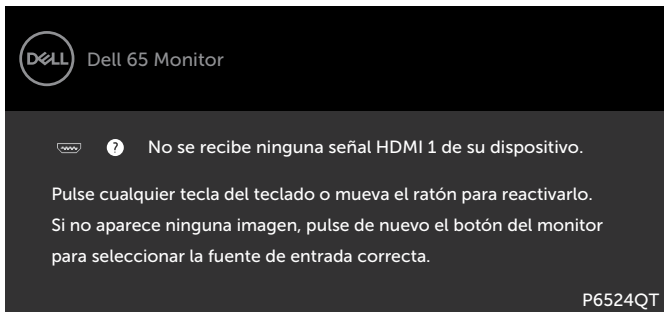 DELL
Dell 65 Monitor
? No se recibe ninguna señal HDMI 1 de su dispositivo.
Pulse cualquier tecla del teclado o mueva el ratón para reactivarlo.
Si no aparece ninguna imagen, pulse de nuevo el botón del monitor
para seleccionar la fuente de entrada correcta.
P6524QT